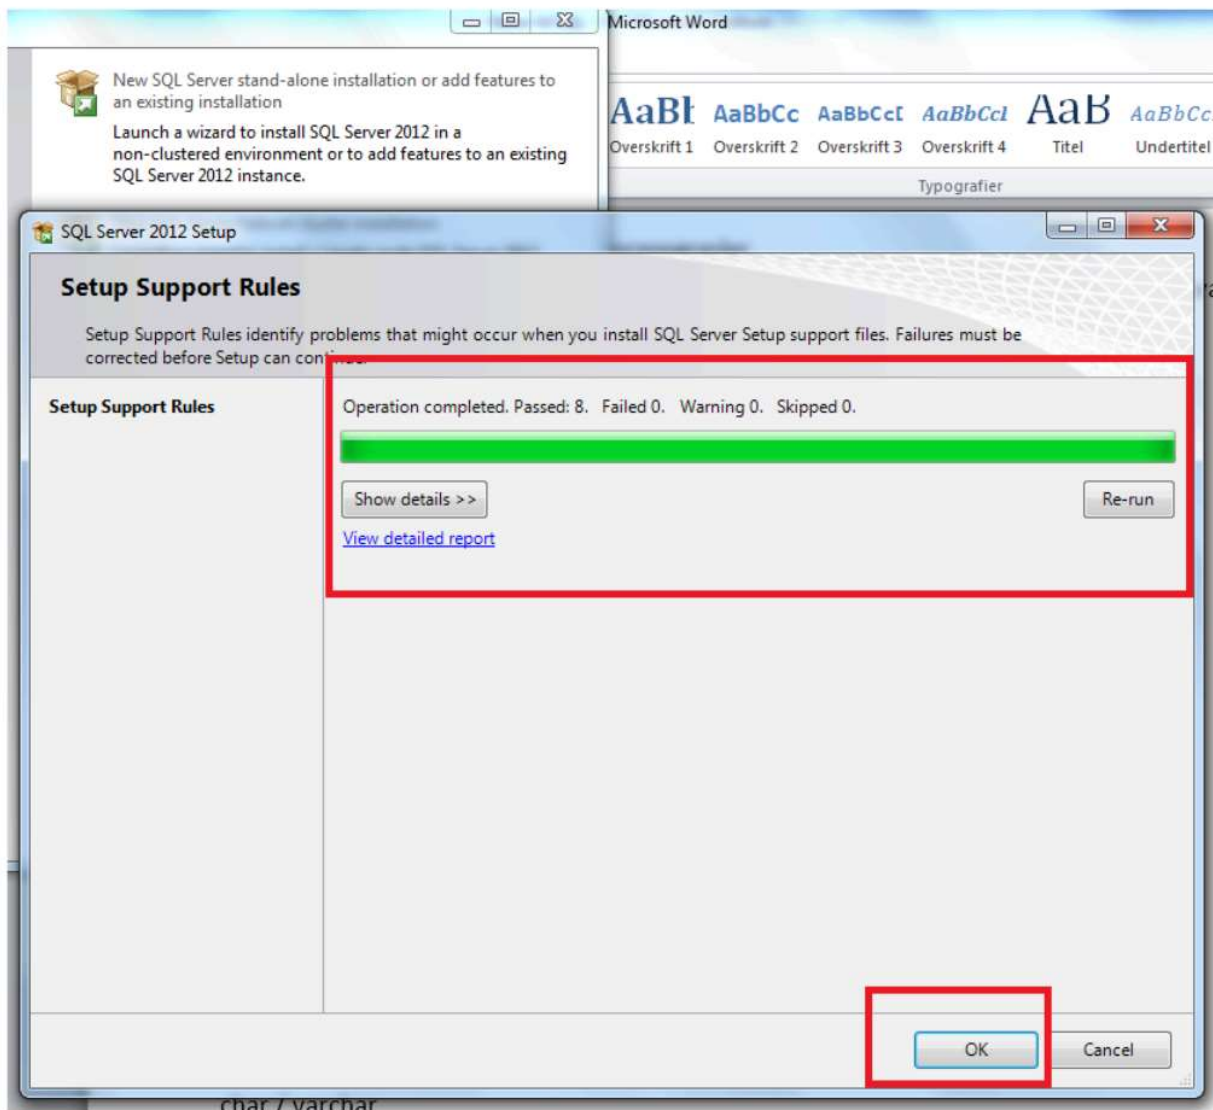 Microsoft Word
New SQL Server stand-alone installation or add features to
an existing installation
Launch a wizard to install SQL Server 2012 in a
non-clustered environment or to add features to an existing
SQL Server 2012 instance.
AaBł AaBbCc AaBbCcD AaBbCcI AaB AaBbCc
Overskrift 1 Overskrift 2 Overskrift 3 Overskrift 4 Titel Undertitel
Typografier
SQL Server 2012 Setup
Setup Support Rules
Setup Support Rules identify problems that might occur when you install SQL Server Setup support files. Failures must be
corrected before Setup can continue.
Setup Support Rules
Operation completed. Passed: 8. Failed 0. Warning 0. Skipped 0.
Show details >>
Re-run
View detailed report
OK
Cancel
char / varchar